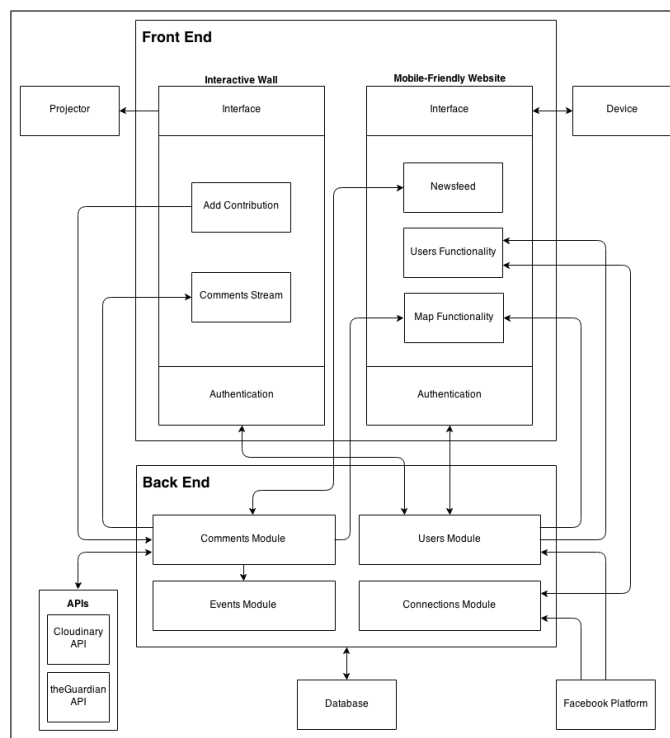 Front End
Interactive Wall
Mobile-Friendly Website
Projector
Interface
Interface
Device
Newsfeed
Add Contribution
Users Functionality
Comments Stream
Map Functionality
Authentication
Authentication
Back End
Comments Module
Users Module
APIs
Events Module
Connections Module
Cloudinary
API
theGuardian
API
Database
Facebook Platform